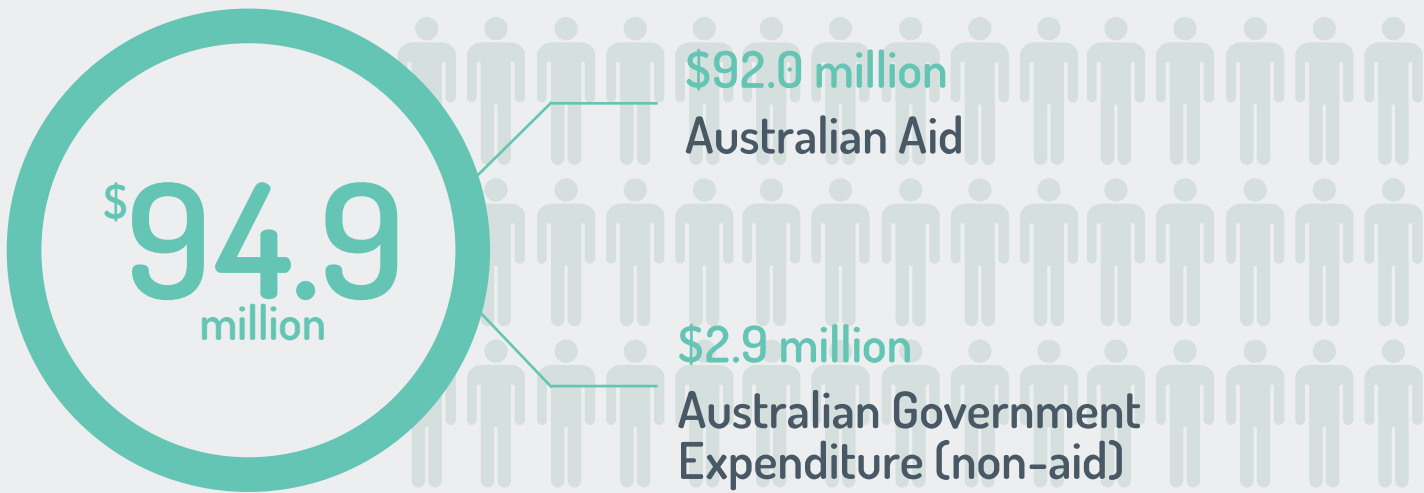 $94.9
million
$92.0 million
Australian Aid
$2.9 million
Australian Government
Expenditure (non-aid)